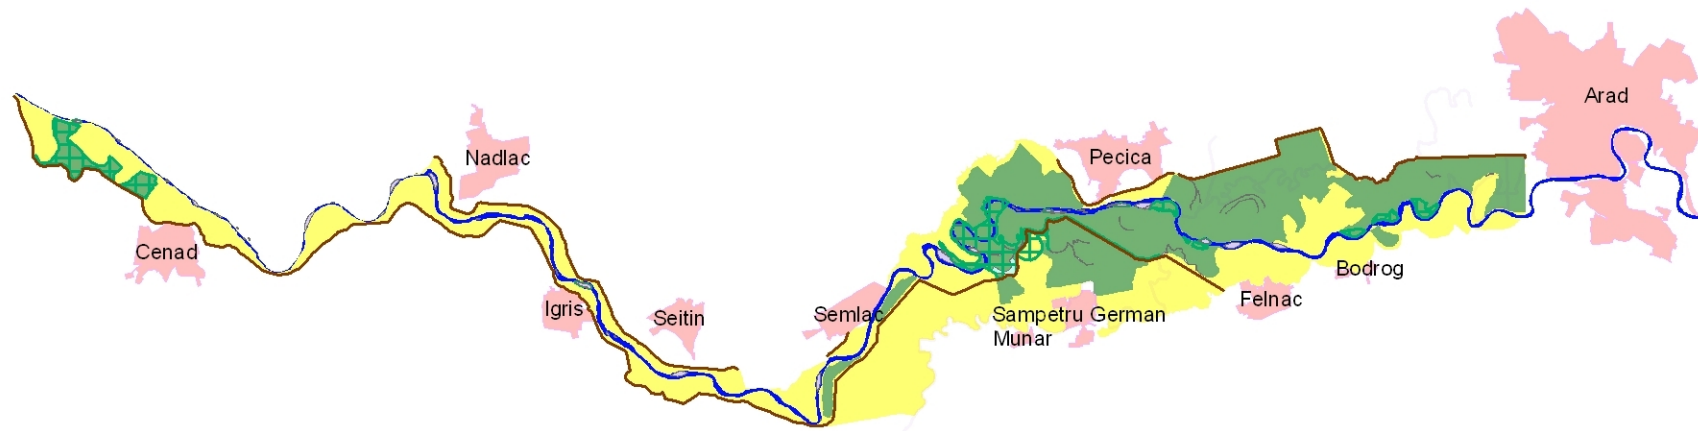 Arad
Nadlac
Pecica
Cenad
Bodrog
Felnac
Igris
Seitin
Semlac
Sampetru German
Munar